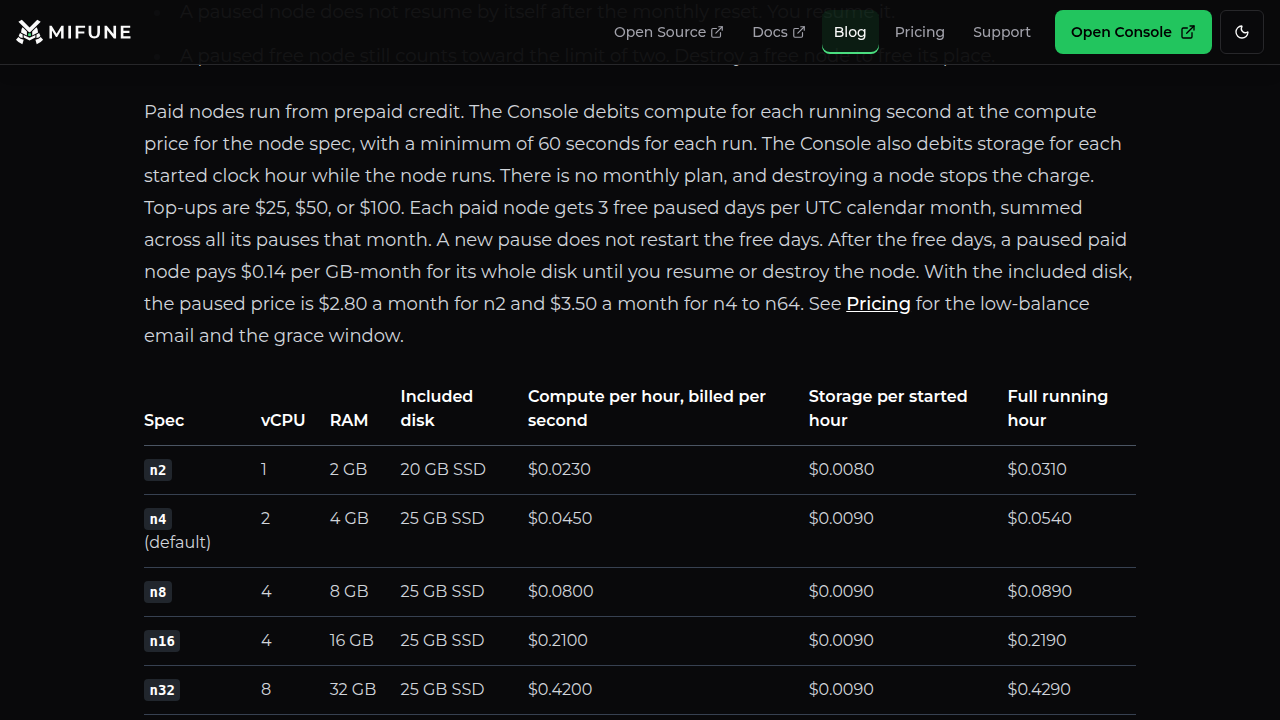 A paused node does not resume by itself after the monthly reset. You resume it.
MIFUNE
Open Source
Docs
Blog
Pricing
Support
Open Console
A paused free node still counts toward the limit of two. Destroy a free node to free its place.
Paid nodes run from prepaid credit. The Console debits compute for each running second at the compute
price for the node spec, with a minimum of 60 seconds for each run. The Console also debits storage for each
started clock hour while the node runs. There is no monthly plan, and destroying a node stops the charge.
Top-ups are $25, $50, or $100. Each paid node gets 3 free paused days per UTC calendar month, summed
across all its pauses that month. A new pause does not restart the free days. After the free days, a paused paid
node pays $0.14 per GB-month for its whole disk until you resume or destroy the node. With the included disk,
the paused price is $2.80 a month for n2 and $3.50 a month for n4 to n64. See Pricing for the low-balance
email and the grace window.
Spec vCPU RAM Included disk Compute per hour, billed per second Storage per started hour Full running hour
n2 1 2 GB 20 GB SSD $0.0230 $0.0080 $0.0310
n4 (default) 2 4 GB 25 GB SSD $0.0450 $0.0090 $0.0540
n8 4 8 GB 25 GB SSD $0.0800 $0.0090 $0.0890
n16 4 16 GB 25 GB SSD $0.2100 $0.0090 $0.2190
n32 8 32 GB 25 GB SSD $0.4200 $0.0090 $0.4290